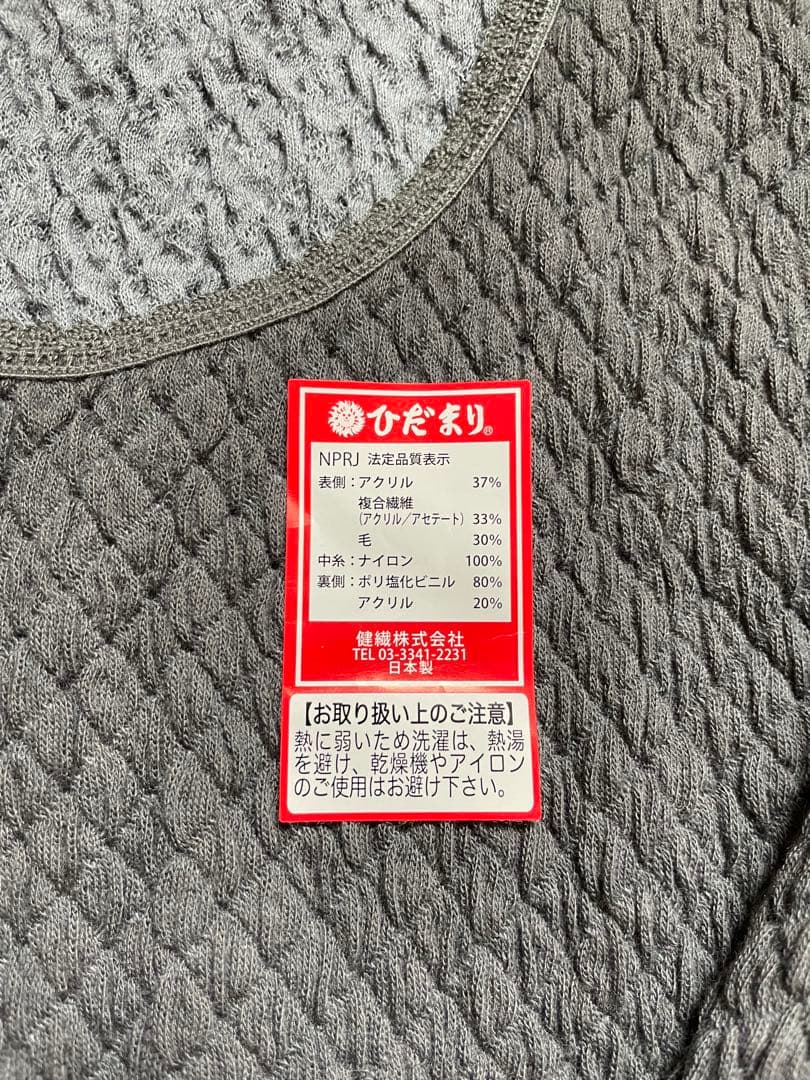 ひだまり®
NPRJ 法定品質表示
表側：アクリル 37%
複合繊維
（アクリル／アセテート） 33%
毛 30%
中糸：ナイロン 100%
裏側：ポリ塩化ビニル 80%
アクリル 20%
健繊株式会社
TEL 03-3341-2231
日本製
【お取り扱い上のご注意】
熱に弱いため洗濯は、熱湯
を避け、乾燥機やアイロン
のご使用はお避け下さい。